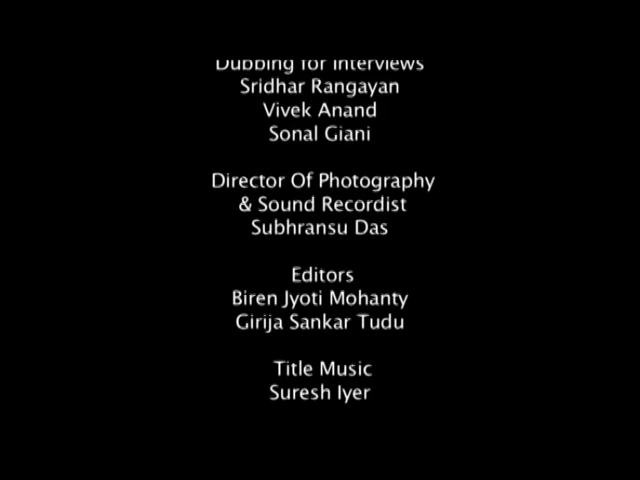 Dubbing for Interviews
Sridhar Rangayan
Vivek Anand
Sonal Giani
Director Of Photography
& Sound Recordist
Subhransu Das
Editors
Biren Jyoti Mohanty
Girija Sankar Tudu
Title Music
Suresh Iyer